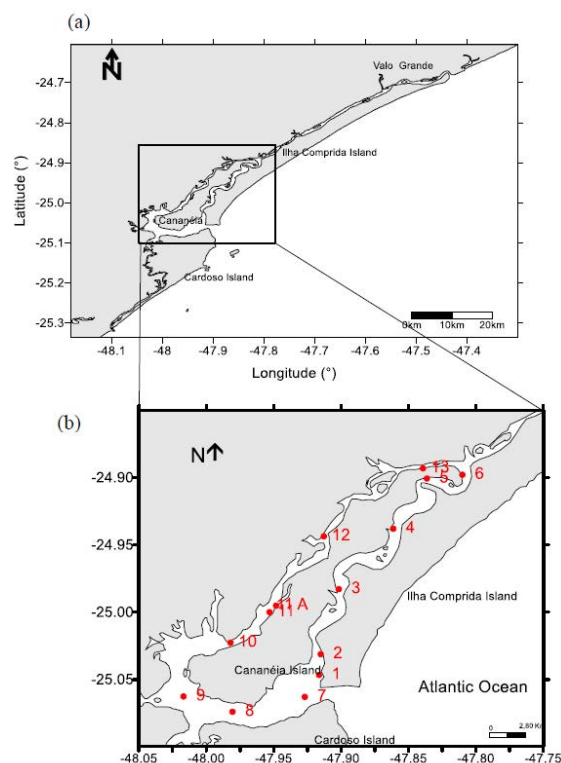 (a)
N
Valo Grande
Ilha Comprida Island
Cananéia
Cardoso Island
Latitude (°)
-24.7
-24.8
-24.9
-25.0
-25.1
-25.2
-25.3
0km 10km 20km
-48.1 -48 -47.9 -47.8 -47.7 -47.6 -47.5 -47.4
Longitude (°)
(b)
N
-24.90
-24.95
-25.00
-25.05
13
5
6
4
12
3
11 A
11
Ilha Comprida Island
10
2
Cananéia Island
1
Atlantic Ocean
9
7
8
0
Cardoso Island
-48.05 -48.00 -47.95 -47.90 -47.85 -47.80 -47.75